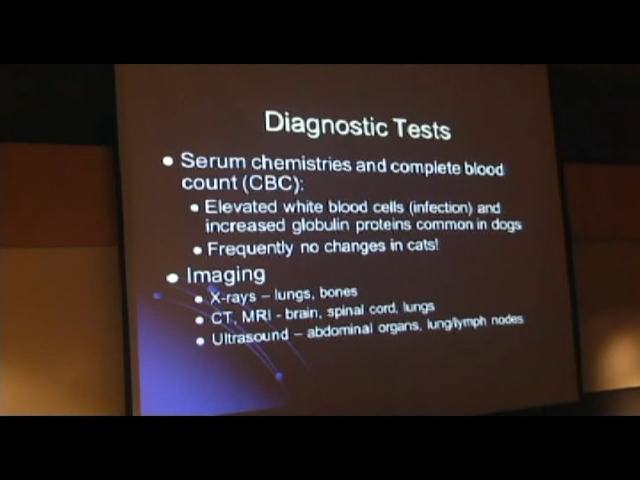 Diagnostic Tests
● Serum chemistries and complete blood
count (CBC):
● Elevated white blood cells (infection) and
increased globulin proteins common in dogs
● Frequently no changes in cats!
● Imaging
● X-rays – lungs, bones
● CT, MRI - brain, spinal cord, lungs
● Ultrasound – abdominal organs, lung/lymph nodes